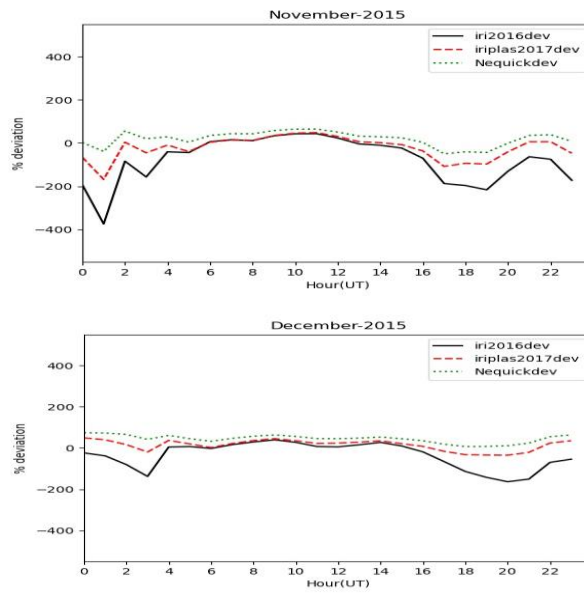 November-2015
iri2016dev
iriplas2017dev
Nequickdev
400
200
0
−200
−400
% deviation
0 2 4 6 8 10 12 14 16 18 20 22
Hour(UT)
December-2015
iri2016dev
iriplas2017dev
Nequickdev
400
200
0
−200
−400
% deviation
0 2 4 6 8 10 12 14 16 18 20 22
Hour(UT)